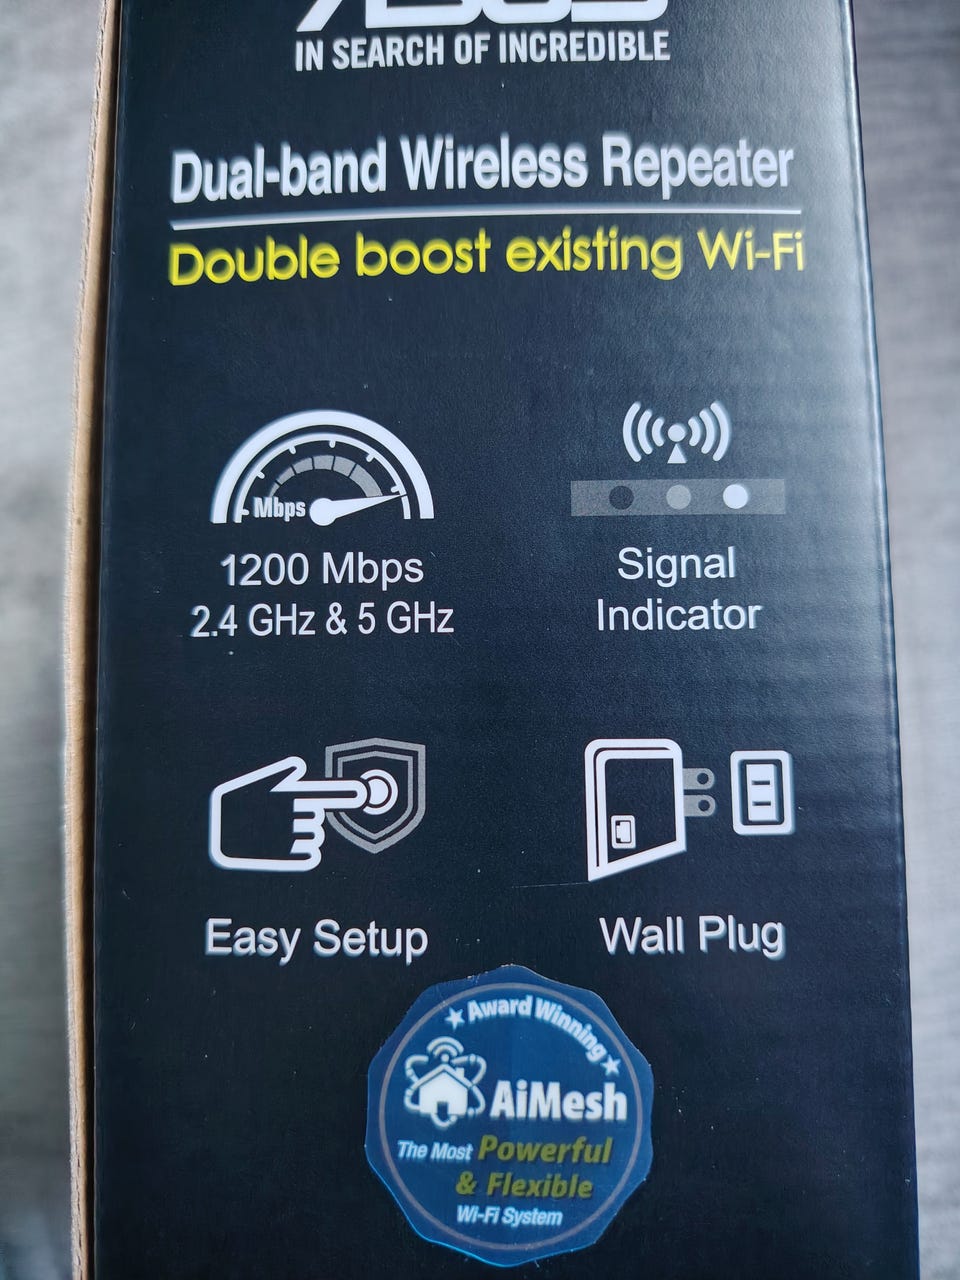 ASUS
IN SEARCH OF INCREDIBLE
Dual-band Wireless Repeater
Double boost existing Wi-Fi
Mbps
1200 Mbps
2.4 GHz & 5 GHz
Signal
Indicator
Easy Setup
Wall Plug
Award Winning
AiMesh
The Most Powerful
& Flexible
Wi-Fi System